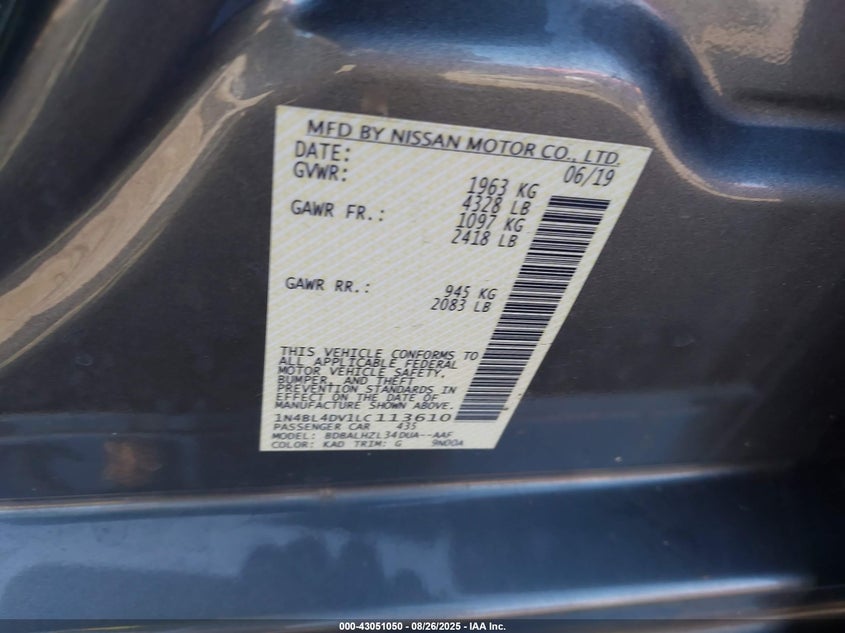 MFD BY NISSAN MOTOR CO., LTD.
DATE: 06/19
GVWR: 1963 KG
4328 LB
GAWR FR.: 1097 KG
2418 LB
GAWR RR.: 945 KG
2083 LB
THIS VEHICLE CONFORMS TO
ALL APPLICABLE FEDERAL
MOTOR VEHICLE SAFETY,
BUMPER, AND THEFT
PREVENTION STANDARDS IN
EFFECT ON THE DATE OF
MANUFACTURE SHOWN ABOVE.
1N4BL4DV1LC113610
PASSENGER CAR 435
MODEL: BDBALHZL34DUA--AAF
COLOR: KAD TRIM: G 9N00A
000-43051050 - 08/26/2025 - IAA Inc.